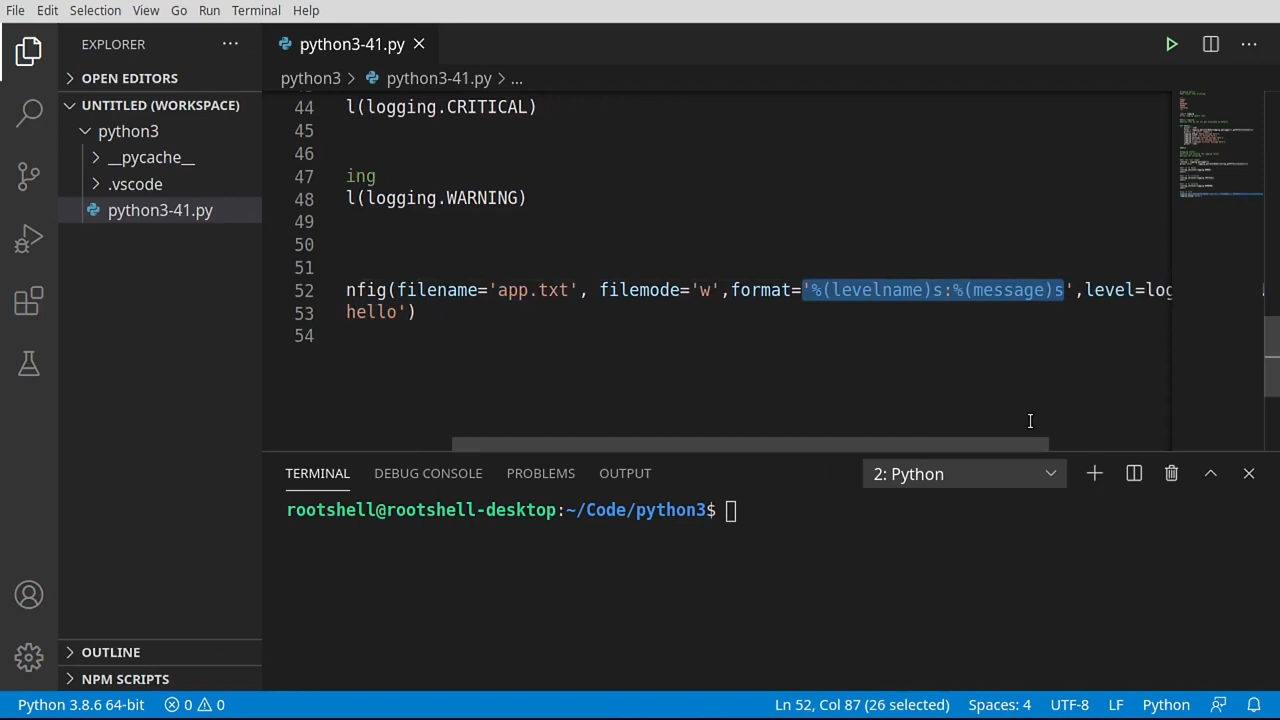 File Edit Selection View Go Run Terminal Help
EXPLORER
python3-41.py
OPEN EDITORS
python3 > python3-41.py > ...
UNTITLED (WORKSPACE)
python3
__pycache__
.vscode
python3-41.py
44 l(logging.CRITICAL)
45
46
47 ing
48 l(logging.WARNING)
49
50
51
52 nfig(filename='app.txt', filemode='w',format='%(levelname)s:%(message)s',level=log
53 hello')
54
TERMINAL DEBUG CONSOLE PROBLEMS OUTPUT 2: Python
rootshell@rootshell-desktop:~/Code/python3$
OUTLINE
NPM SCRIPTS
Python 3.8.6 64-bit 0 0 Ln 52, Col 87 (26 selected) Spaces: 4 UTF-8 LF Python